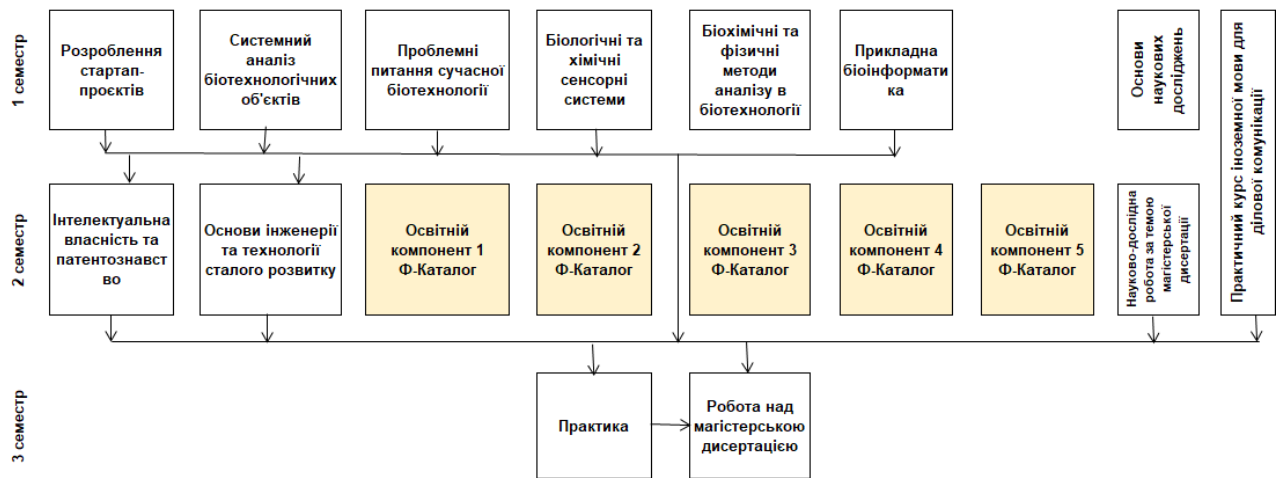 1 семестр
Розроблення
стартап-
проєктів
Системний
аналіз
біотехнологічних
об'єктів
Проблемні
питання сучасної
біотехнології
Біологічні та
хімічні
сенсорні
системи
Біохімічні та
фізичні
методи
аналізу в
біотехнології
Прикладна
біоінформати
ка
Основи
наукових
досліджень
Практичний курс іноземної мови для
ділової комунікації
2 семестр
Інтелектуальна
власність та
патентознавст
во
Основи інженерії
та технології
сталого розвитку
Освітній
компонент 1
Ф-Каталог
Освітній
компонент 2
Ф-Каталог
Освітній
компонент 3
Ф-Каталог
Освітній
компонент 4
Ф-Каталог
Освітній
компонент 5
Ф-Каталог
Науково-дослідна
робота за темою
магістерської
дисертації
3 семестр
Практика
Робота над
магістерською
дисертацією